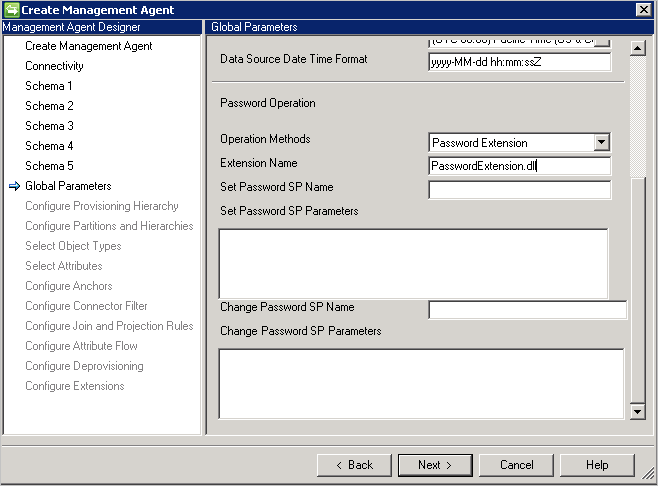 Create Management Agent
Management Agent Designer
Global Parameters
Create Management Agent
Connectivity
Schema 1
Schema 2
Schema 3
Schema 4
Schema 5
Global Parameters
Configure Provisioning Hierarchy
Configure Partitions and Hierarchies
Select Object Types
Select Attributes
Configure Anchors
Configure Connector Filter
Configure Join and Projection Rules
Configure Attribute Flow
Configure Deprovisioning
Configure Extensions
Data Source Date Time Format
yyyy-MM-dd hh:mm:ssZ
Password Operation
Operation Methods
Password Extension
Extension Name
PasswordExtension.dll
Set Password SP Name
Set Password SP Parameters
Change Password SP Name
Change Password SP Parameters
< Back
Next >
Cancel
Help